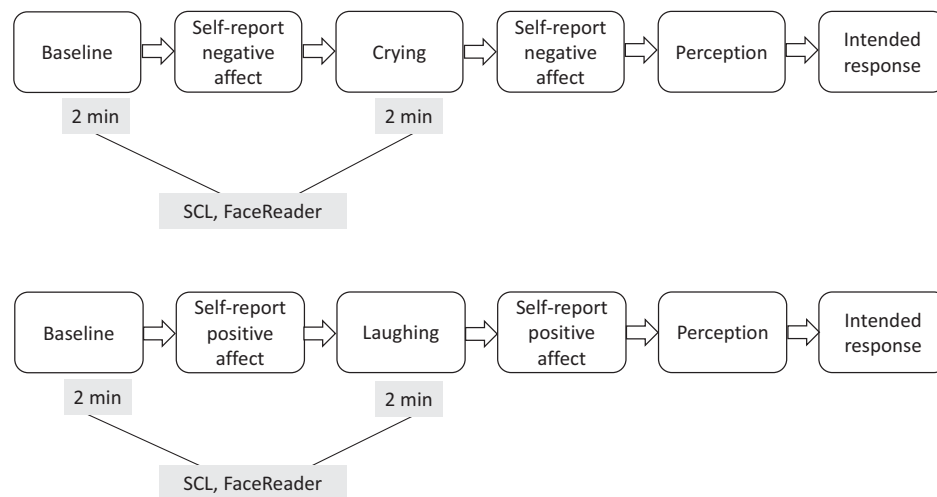 Baseline
Self-report
negative
affect
Crying
Self-report
negative
affect
Perception
Intended
response
2 min
2 min
SCL, FaceReader
Baseline
Self-report
positive
affect
Laughing
Self-report
positive
affect
Perception
Intended
response
2 min
2 min
SCL, FaceReader